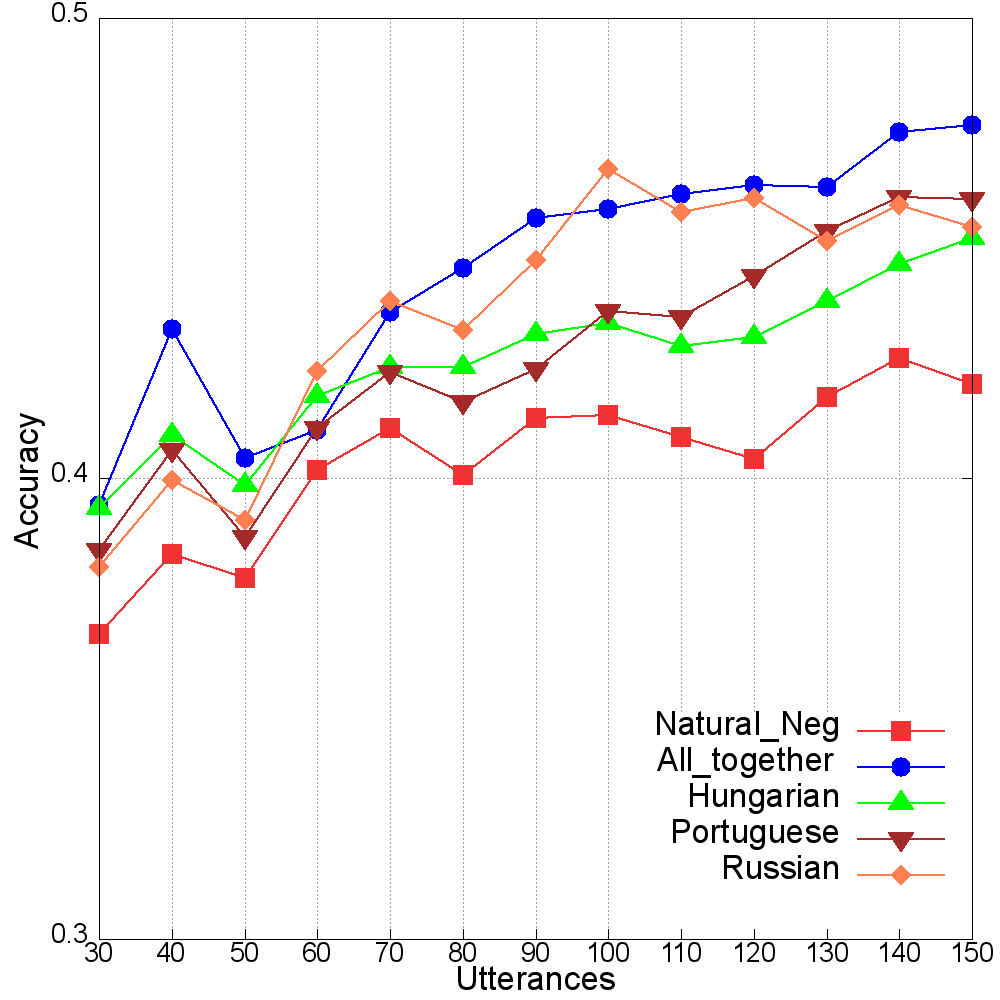 0.5
0.4
0.3
Accuracy
30 40 50 60 70 80 90 100 110 120 130 140 150
Utterances
Natural_Neg
All_together
Hungarian
Portuguese
Russian